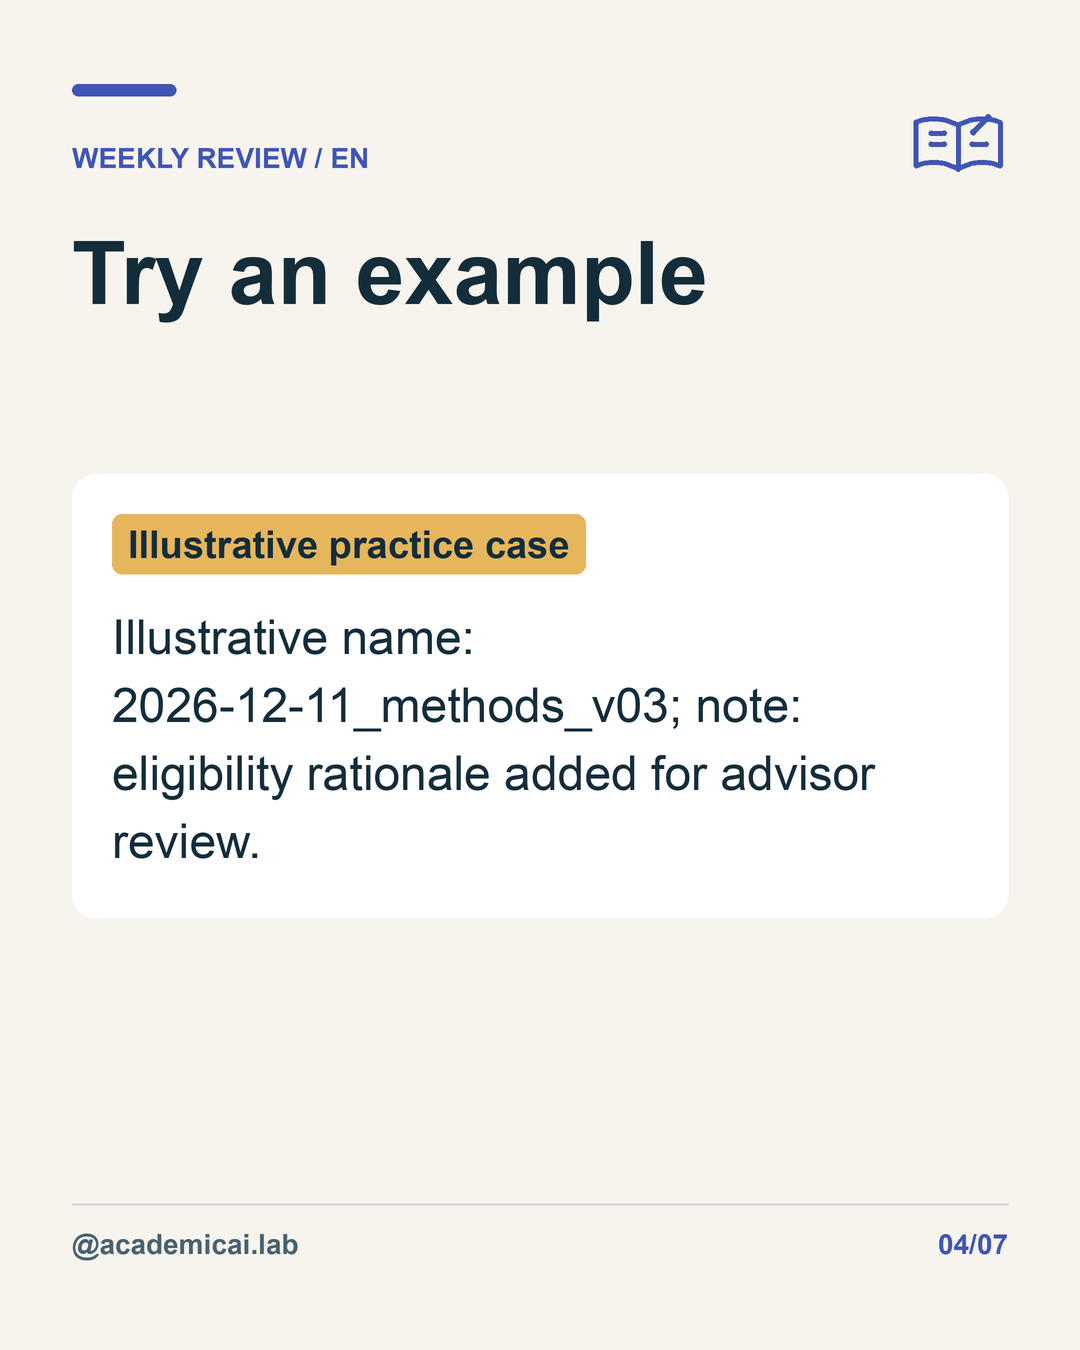 WEEKLY REVIEW / EN
Try an example
Illustrative practice case
Illustrative name:
2026-12-11_methods_v03; note:
eligibility rationale added for advisor
review.
@academicai.lab
04/07